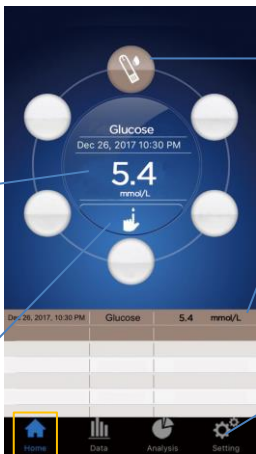 Glucose
Dec 26, 2017 10:30 PM
5.4
mmol/L
Dec 26, 2017, 10:30 PM Glucose 5.4 mmol/L
Home Data Analysis Setting